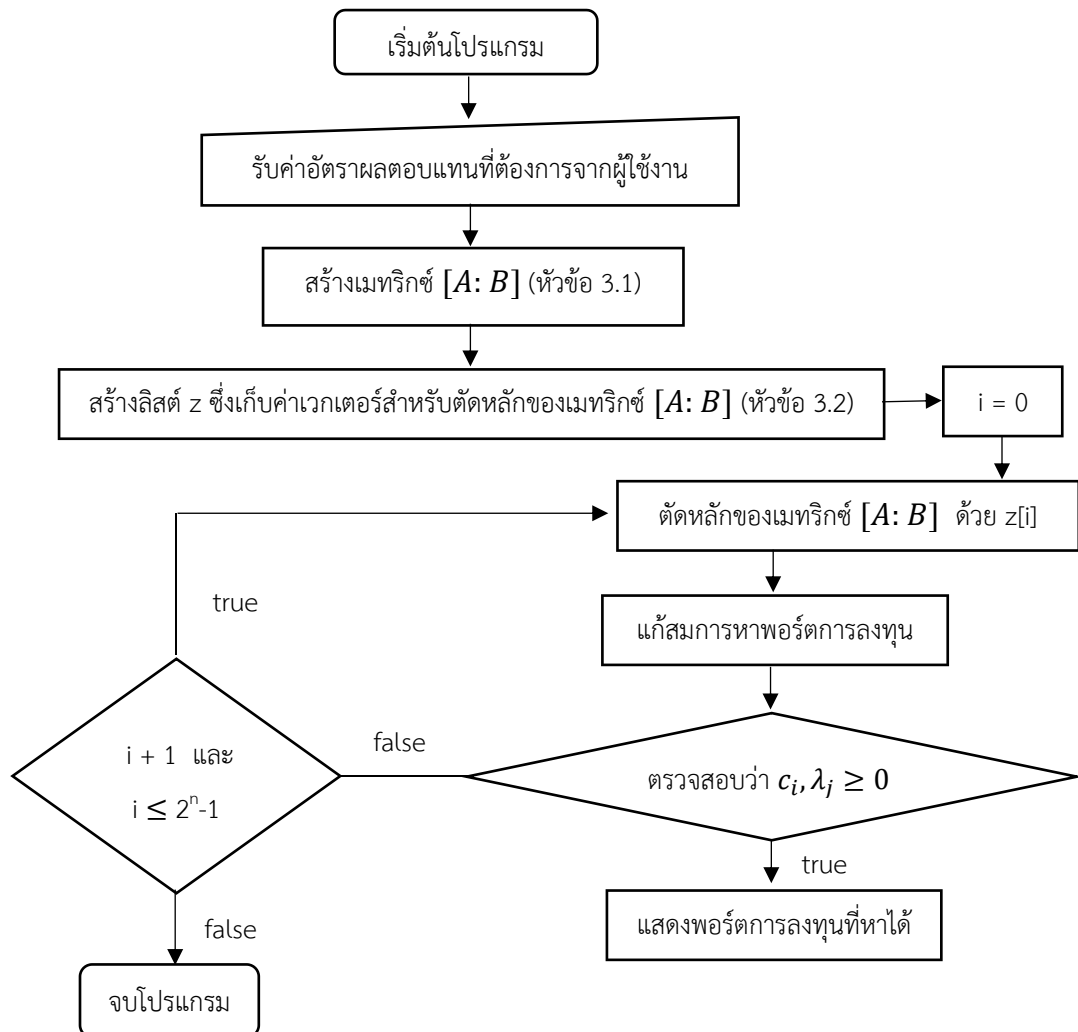 เริ่มต้นโปรแกรม
รับค่าอัตราผลตอบแทนที่ต้องการจากผู้ใช้งาน
สร้างเมทริกซ์ [A: B] (หัวข้อ 3.1)
สร้างลิสต์ z ซึ่งเก็บค่าเวกเตอร์สำหรับตัดหลักของเมทริกซ์ [A: B] (หัวข้อ 3.2)
i = 0
ตัดหลักของเมทริกซ์ [A: B] ด้วย z[i]
true
แก้สมการหาพอร์ตการลงทุน
false
i + 1 และ
i ≤ 2ⁿ-1
ตรวจสอบว่า cᵢ, λⱼ ≥ 0
true
แสดงพอร์ตการลงทุนที่หาได้
false
จบโปรแกรม